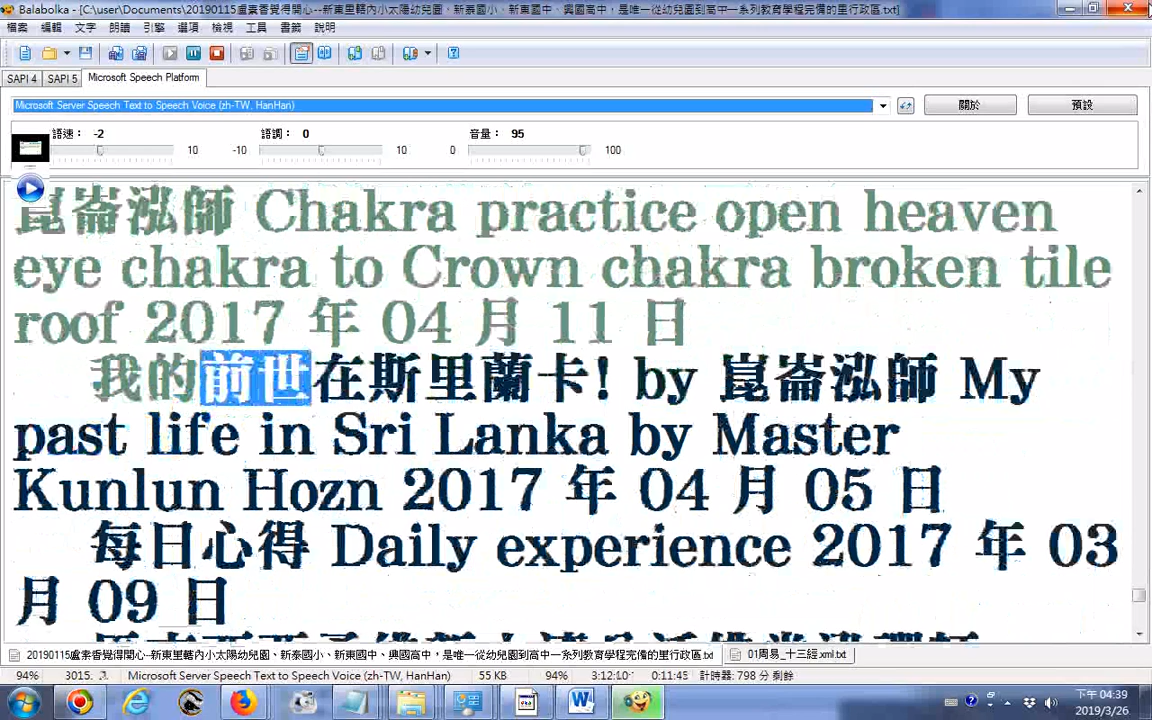 Balabolka - [C:\user\Documents\20190115盧素香覺得開心--新東里轄內小太陽幼兒園、新泰國小、新東國中、興國高中，是唯一從幼兒園到高中一系列教育學程完備的里行政區.txt]
檔案 編輯 文字 朗讀 引擎 選項 檢視 工具 書籤 說明
SAPI 4 SAPI 5 Microsoft Speech Platform
Microsoft Server Speech Text to Speech Voice (zh-TW, HanHan) 關於 預設
語速： -2 語調： 0 音量： 95
10 -10 10 0 100
崑崙泓師 Chakra practice open heaven
eye chakra to Crown chakra broken tile
roof 2017 年 04 月 11 日
我的前世在斯里蘭卡! by 崑崙泓師 My
past life in Sri Lanka by Master
Kunlun Hozn 2017 年 04 月 05 日
每日心得 Daily experience 2017 年 03
月 09 日
20190115盧素香覺得開心--新東里轄內小太陽幼兒園、新泰國小、新東國中、興國高中，是唯一從幼兒園到高中一系列教育學程完備的里行政區.txt 01周易_十三經.xml.txt
94% 3015. Microsoft Server Speech Text to Speech Voice (zh-TW, HanHan) 55 KB 94% 3:12:10 0:11:45 計時器: 798 分 剩餘
下午 04:39
2019/3/26